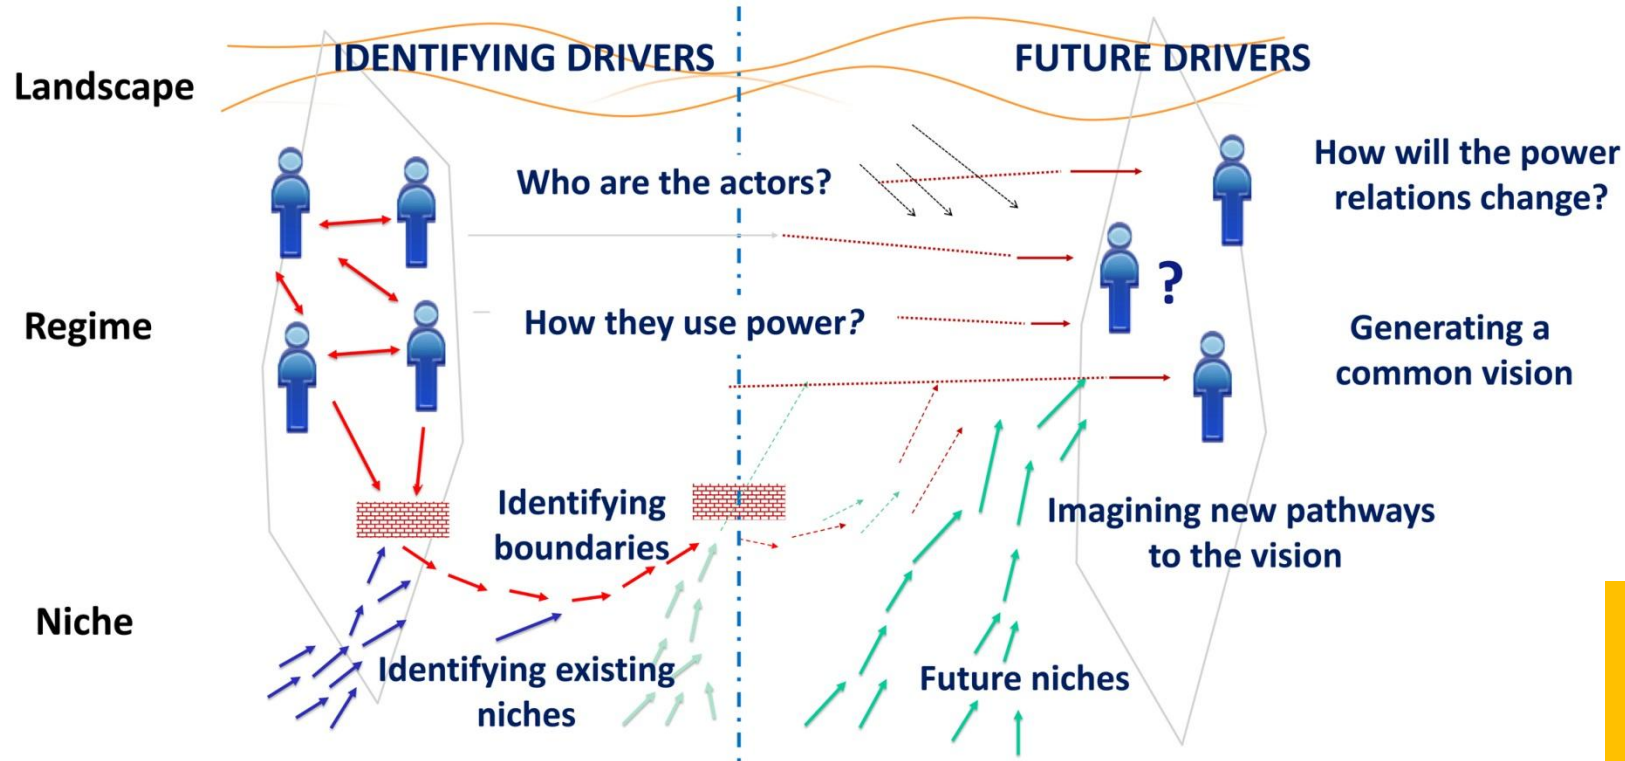 IDENTIFYING DRIVERS
FUTURE DRIVERS
Landscape
Who are the actors?
How will the power
relations change?
?
Regime
How they use power?
Generating a
common vision
Identifying
boundaries
Imagining new pathways
to the vision
Niche
Identifying existing
niches
Future niches